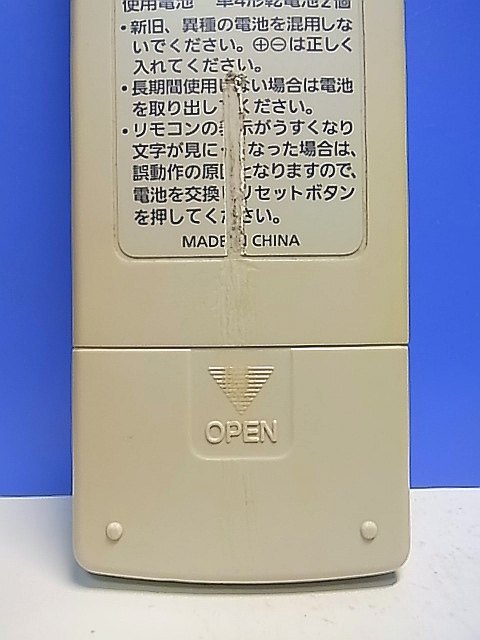 使用電池 単4形乾電池2個
・新旧、異種の電池を混用しな
いでください。⊕⊖は正しく
入れてください。
・長期間使用しない場合は電池
を取り出してください。
・リモコンの表示がうすくなり
文字が見にくくなった場合は、
誤動作の原因となりますので、
電池を交換しリセットボタン
を押してください。
MADE IN CHINA
OPEN